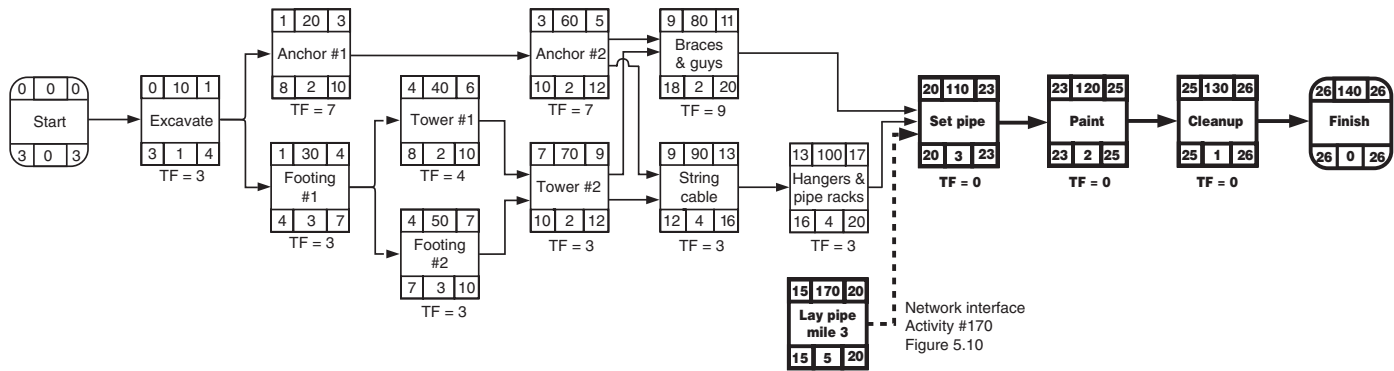 0 0 0
Start
3 0 3
0 10 1
Excavate
3 1 4
TF = 3
1 20 3
Anchor #1
8 2 10
TF = 7
1 30 4
Footing
#1
4 3 7
TF = 3
4 40 6
Tower #1
8 2 10
TF = 4
4 50 7
Footing
#2
7 3 10
TF = 3
3 60 5
Anchor #2
10 2 12
TF = 7
7 70 9
Tower #2
10 2 12
TF = 3
9 80 11
Braces
& guys
18 2 20
TF = 9
9 90 13
String
cable
12 4 16
TF = 3
13 100 17
Hangers &
pipe racks
16 4 20
TF = 3
15 170 20
Lay pipe
mile 3
15 5 20
Network interface
Activity #170
Figure 5.10
20 110 23
Set pipe
20 3 23
TF = 0
23 120 25
Paint
23 2 25
TF = 0
25 130 26
Cleanup
25 1 26
TF = 0
26 140 26
Finish
26 0 26